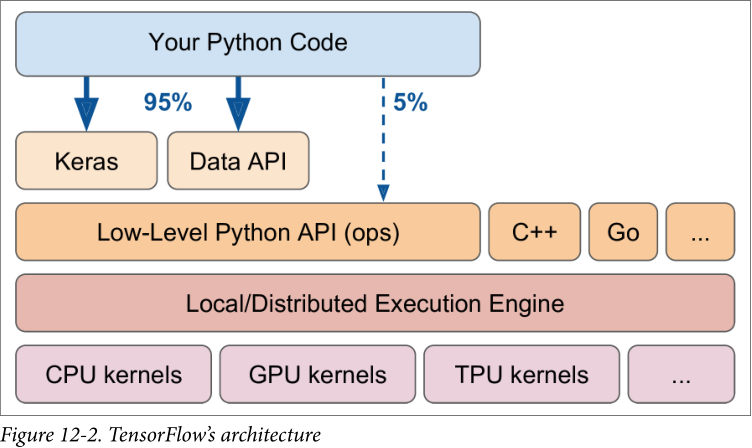 Your Python Code
95%
5%
Keras
Data API
Low-Level Python API (ops)
C++
Go
...
Local/Distributed Execution Engine
CPU kernels
GPU kernels
TPU kernels
...
Figure 12-2. TensorFlow’s architecture